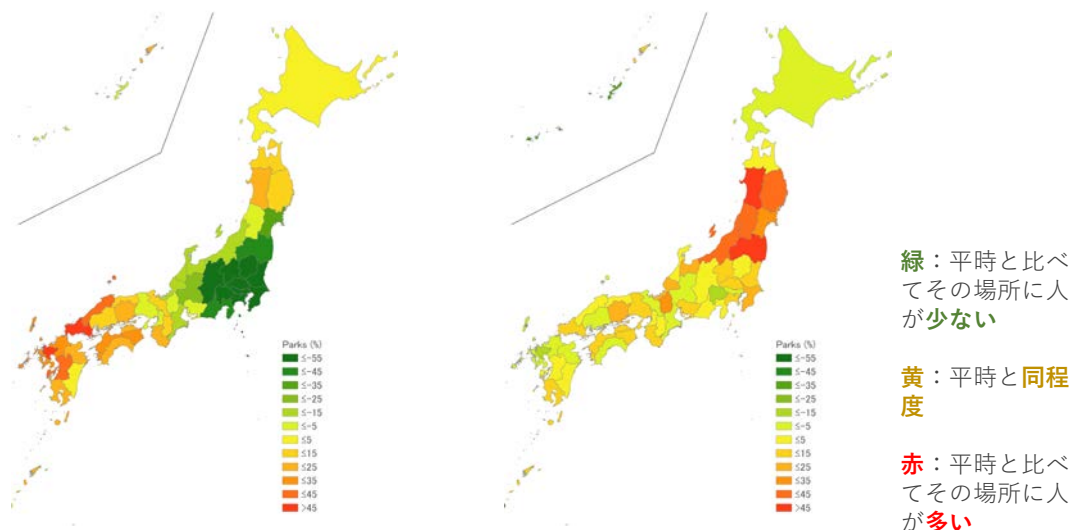 Parks (%)
≤-55
≤-45
≤-35
≤-25
≤-15
≤-5
≤5
≤15
≤25
≤35
≤45
>45
Parks (%)
≤-55
≤-45
≤-35
≤-25
≤-15
≤-5
≤5
≤15
≤25
≤35
≤45
>45
緑：平時と比べ
てその場所に人
が少ない
黄：平時と同程
度
赤：平時と比べ
てその場所に人
が多い